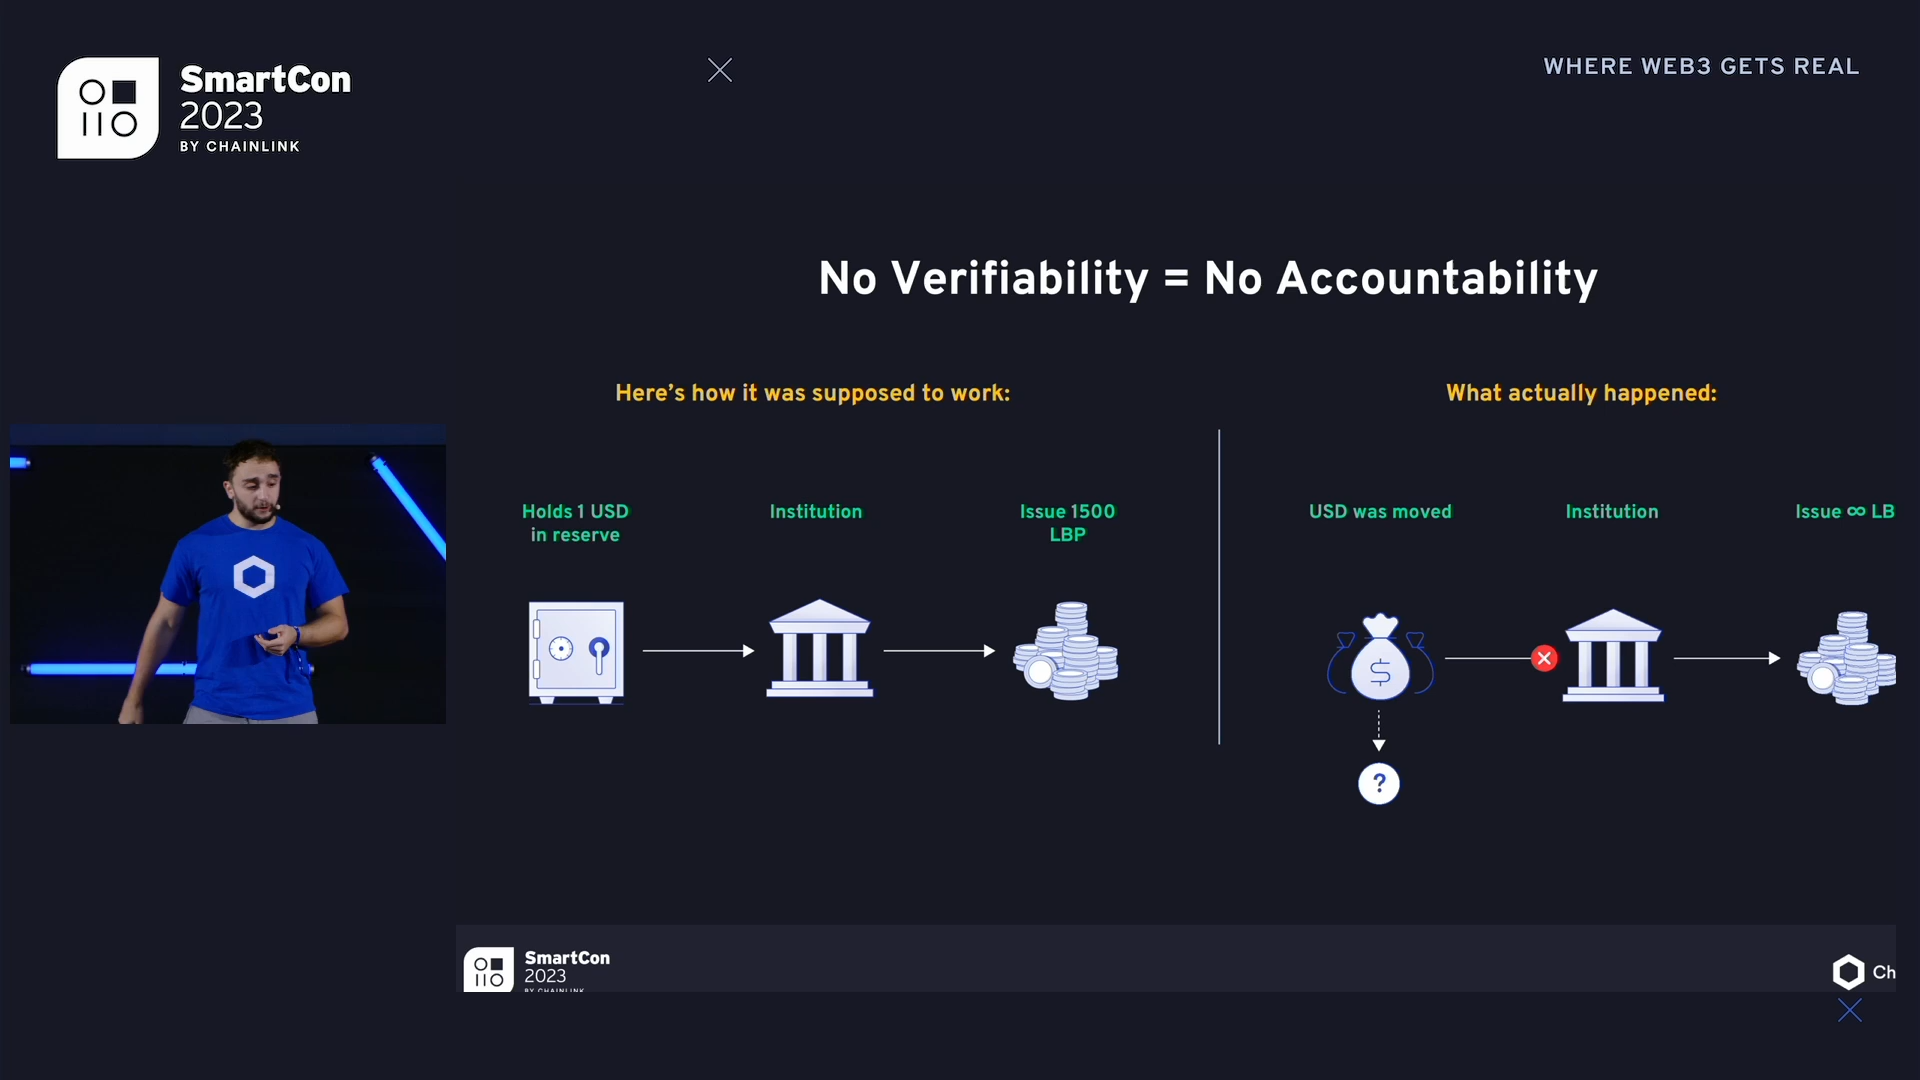 SmartCon
2023
BY CHAINLINK
WHERE WEB3 GETS REAL
No Verifiability = No Accountability
Here's how it was supposed to work:
What actually happened:
Holds 1 USD
in reserve
Institution
Issue 1500
LBP
USD was moved
Institution
Issue ∞ LB
$
?
SmartCon
2023
BY CHAINLINK
Ch